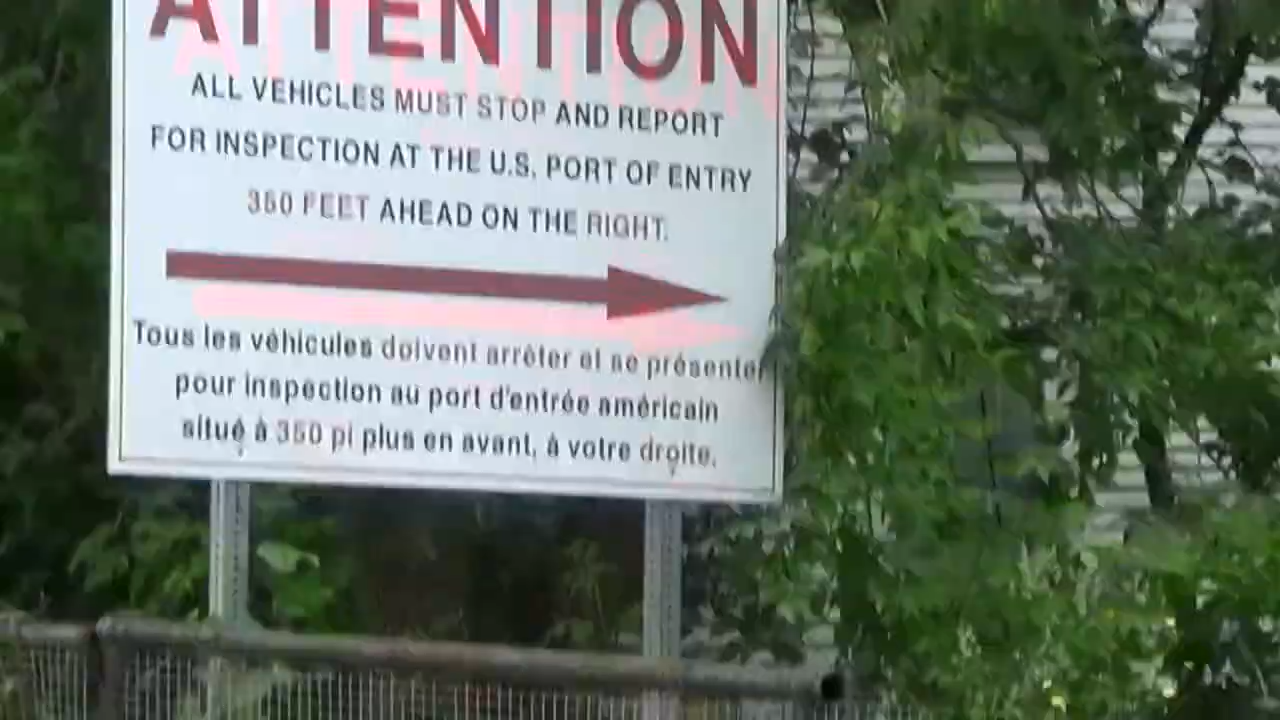 ATTENTION
ALL VEHICLES MUST STOP AND REPORT
FOR INSPECTION AT THE U.S. PORT OF ENTRY
350 FEET AHEAD ON THE RIGHT.
Tous les véhicules doivent arrêter et se présenter
pour inspection au port d'entrée américain
situé à 350 pi plus en avant, à votre droite.